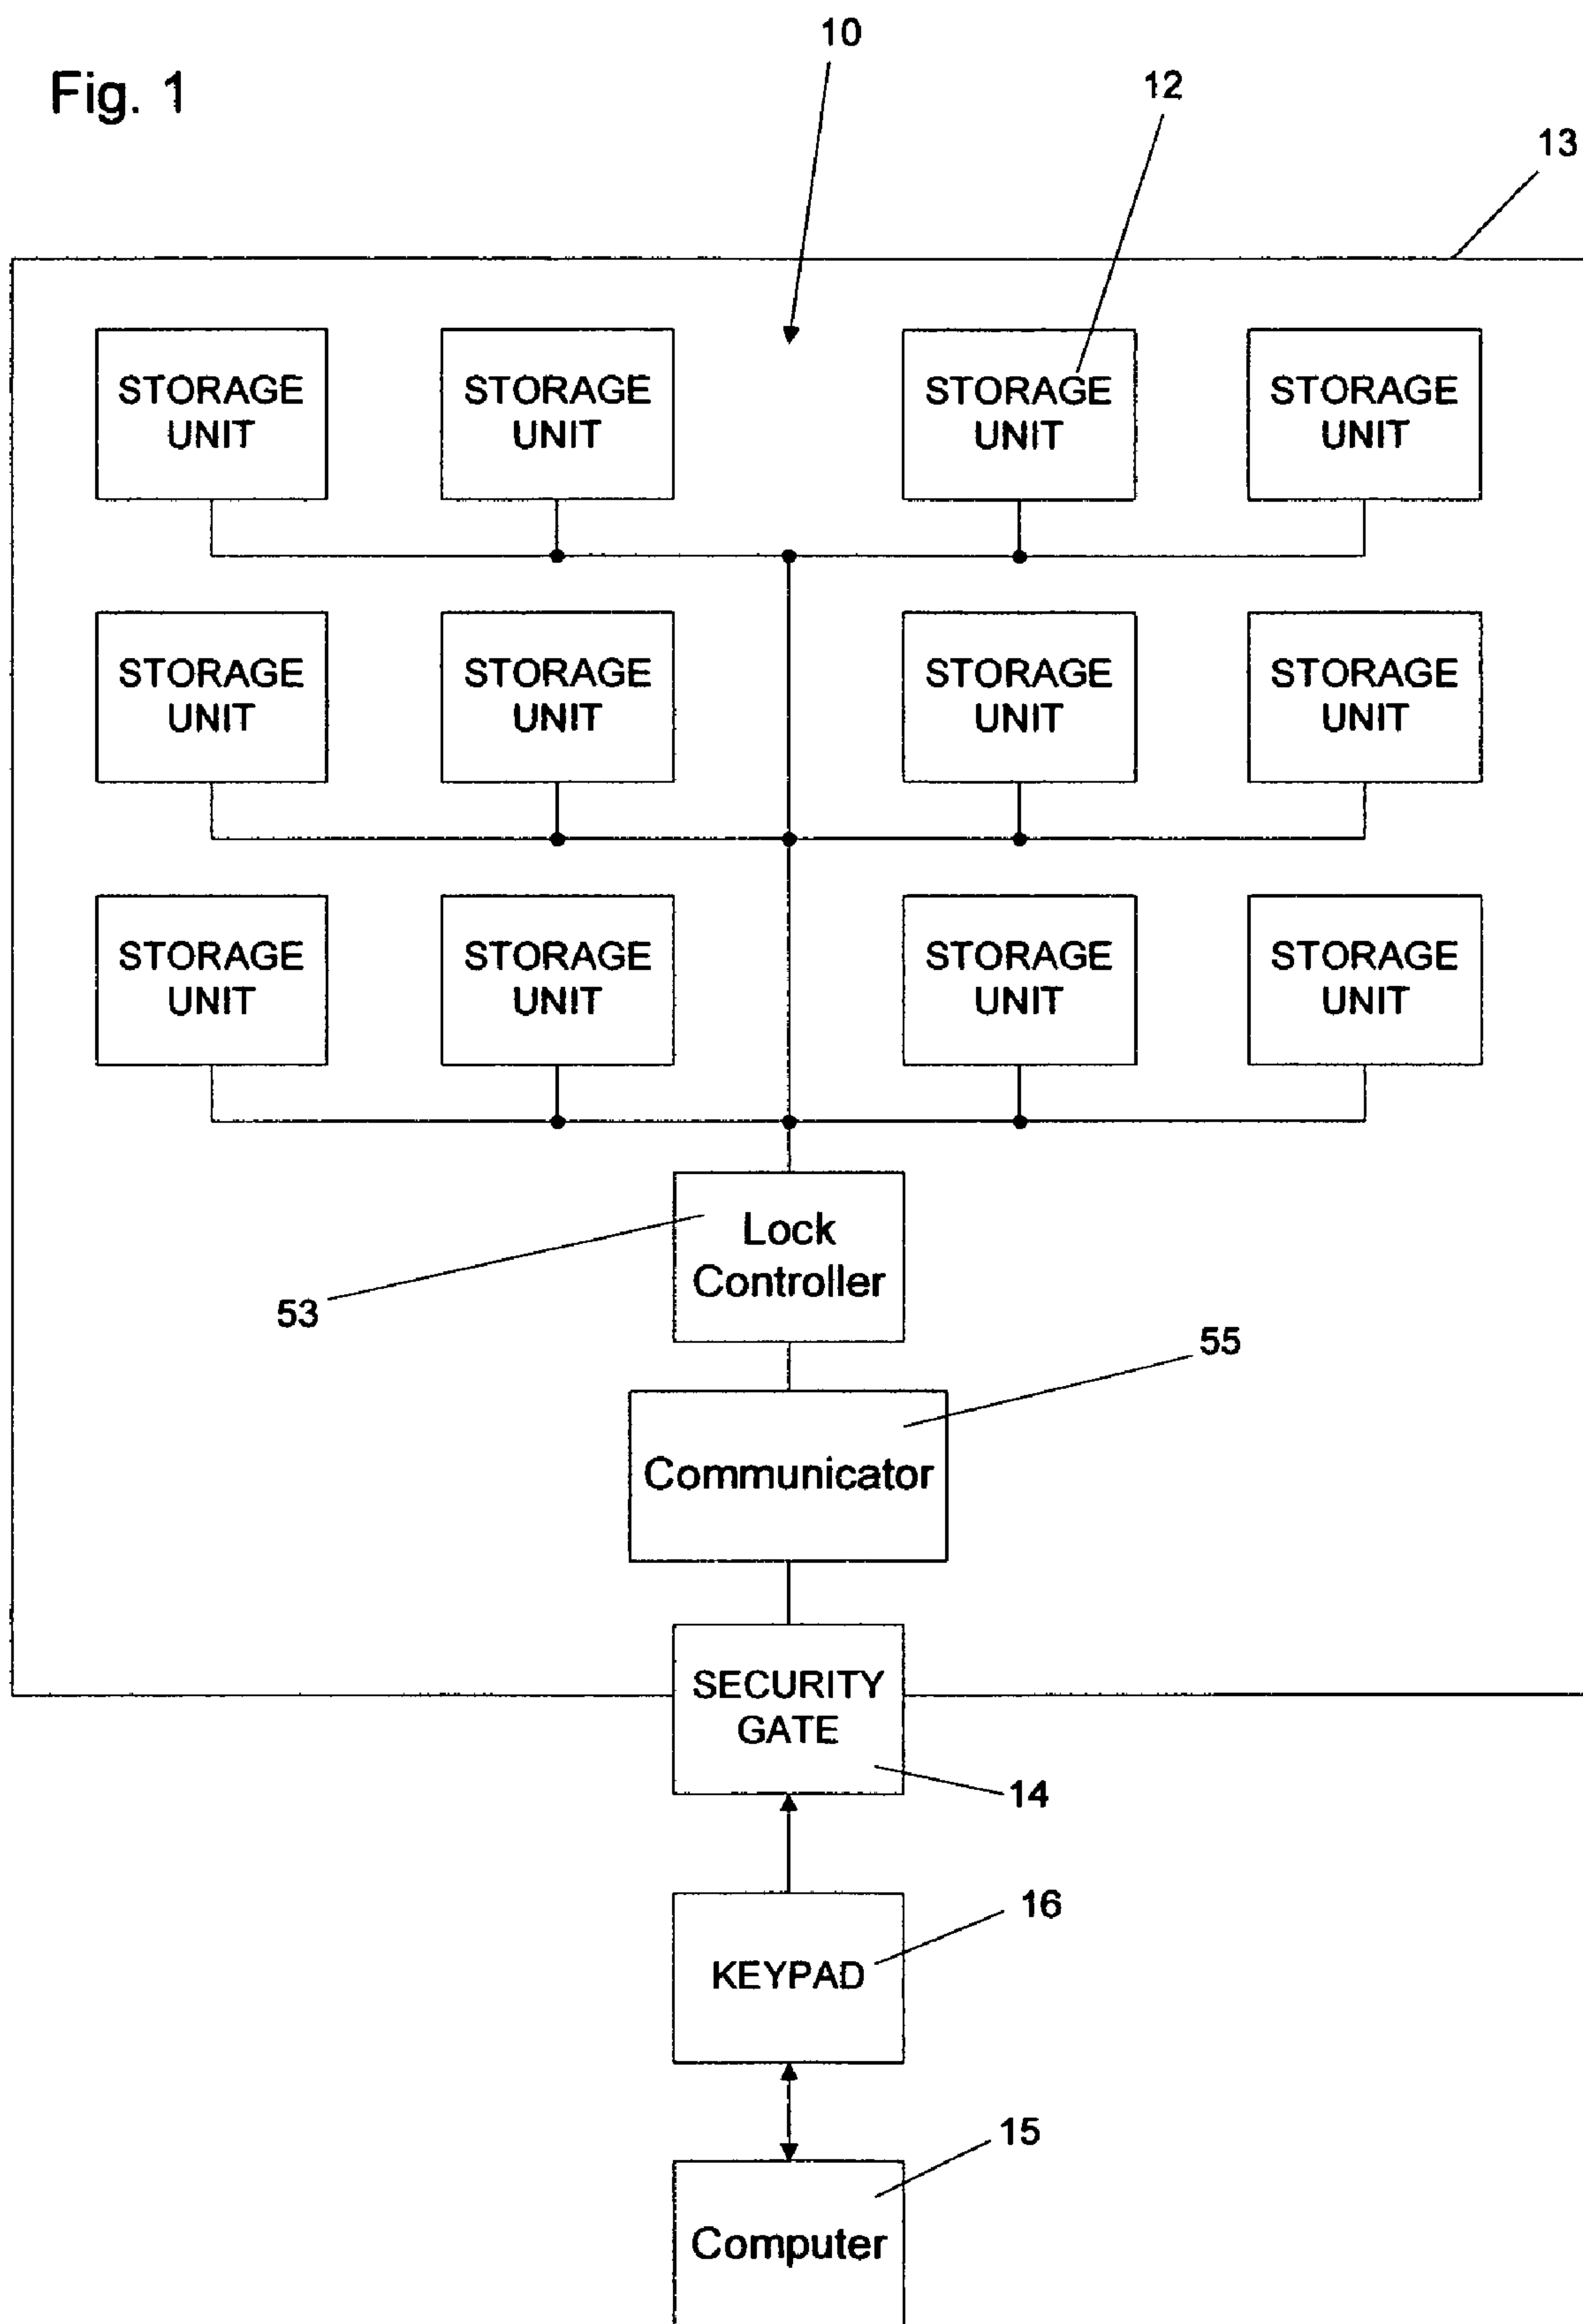 10
Fig. 1
12
13
STORAGE UNIT
STORAGE UNIT
STORAGE UNIT
STORAGE UNIT
STORAGE UNIT
STORAGE UNIT
STORAGE UNIT
STORAGE UNIT
STORAGE UNIT
STORAGE UNIT
STORAGE UNIT
STORAGE UNIT
Lock
Controller
53
55
Communicator
SECURITY
GATE
14
16
KEYPAD
15
Computer